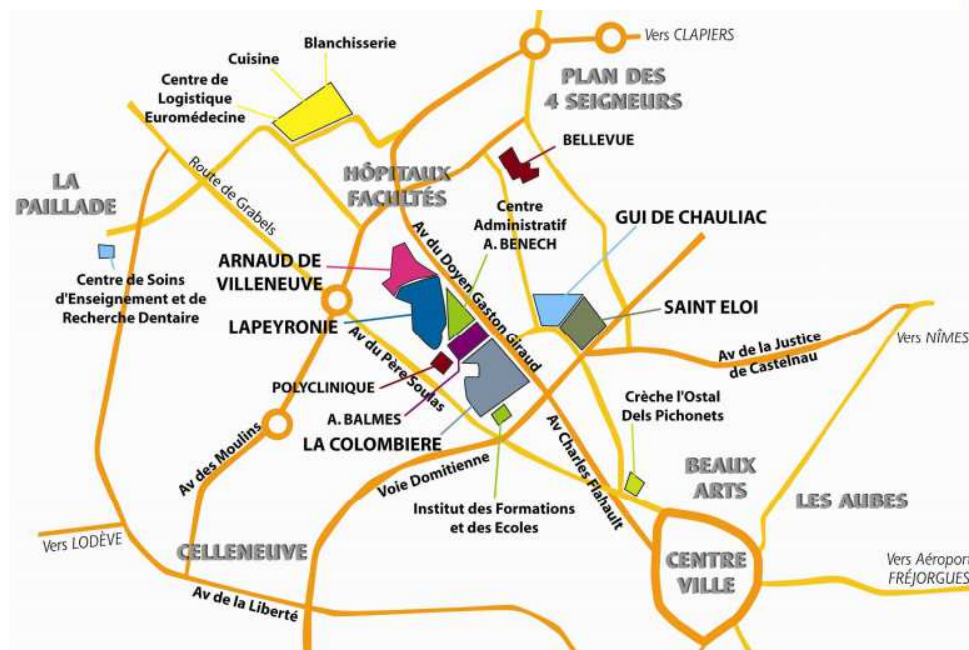 Blanchisserie
Cuisine
Centre de
Logistique
Euromédecine
Vers CLAPIERS
PLAN DES
4 SEIGNEURS
BELLEVUE
LA
PAILLADE
Route de Grabels
HÔPITAUX
FACULTÉS
Centre
Administratif
A. BENECH
GUI DE CHAULIAC
Av du Doyen Gaston Giraud
Centre de Soins
d'Enseignement et de
Recherche Dentaire
ARNAUD DE
VILLENEUVE
LAPEYRONIE
SAINT ELOI
Vers NÎMES
Av de la Justice
de Castelnau
Av du Père Soulas
POLYCLINIQUE
A. BALMES
LA COLOMBIERE
Crèche l'Ostal
Dels Pichonets
Av des Moulins
Voie Domitienne
Av Charles Flahault
BEAUX
ARTS
LES AUBES
Institut des Formations
et des Ecoles
Vers LODÈVE
CELLENEUVE
CENTRE
VILLE
Vers Aéroport
FRÉJORGUES
Av de la Liberté